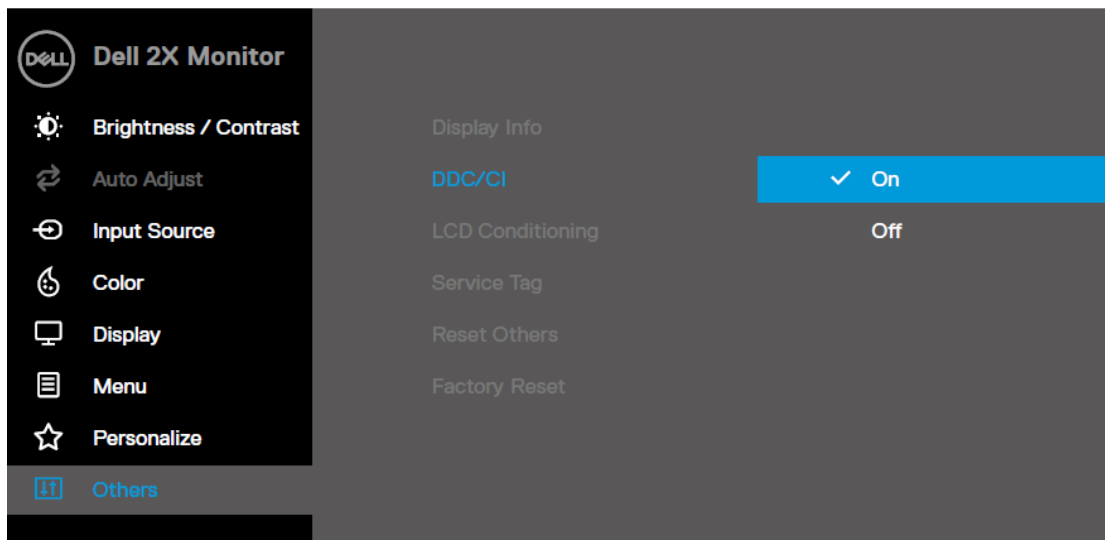 DELL
Dell 2X Monitor
Brightness / Contrast
Auto Adjust
Input Source
Color
Display
Menu
Personalize
Others
Display Info
DDC/CI
LCD Conditioning
Service Tag
Reset Others
Factory Reset
On
Off